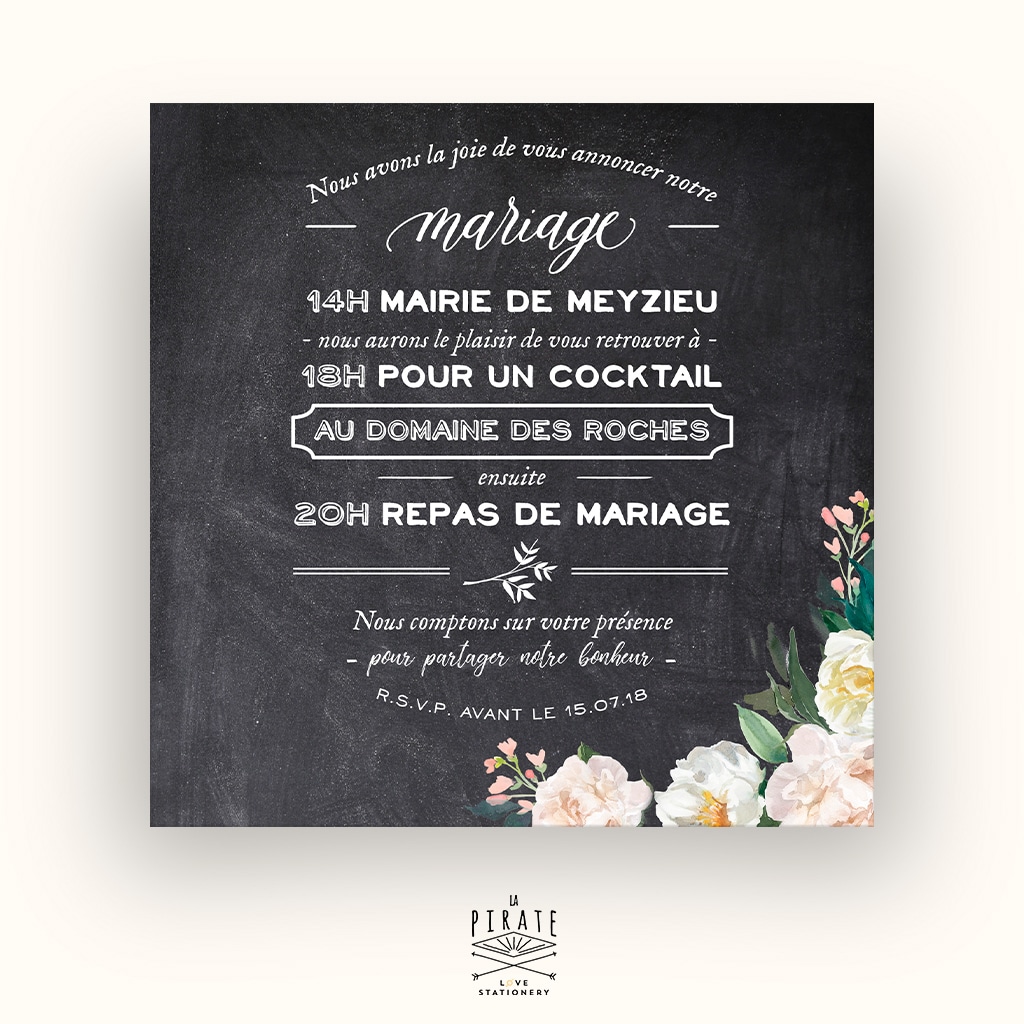 Nous avons la joie de vous annoncer notre
mariage
14H MAIRIE DE MEYZIEU
- nous aurons le plaisir de vous retrouver à -
18H POUR UN COCKTAIL
AU DOMAINE DES ROCHES
ensuite
20H REPAS DE MARIAGE
Nous comptons sur votre présence
- pour partager notre bonheur -
R.S.V.P. AVANT LE 15.07.18
LA
PIRATE
LOVE
STATIONERY